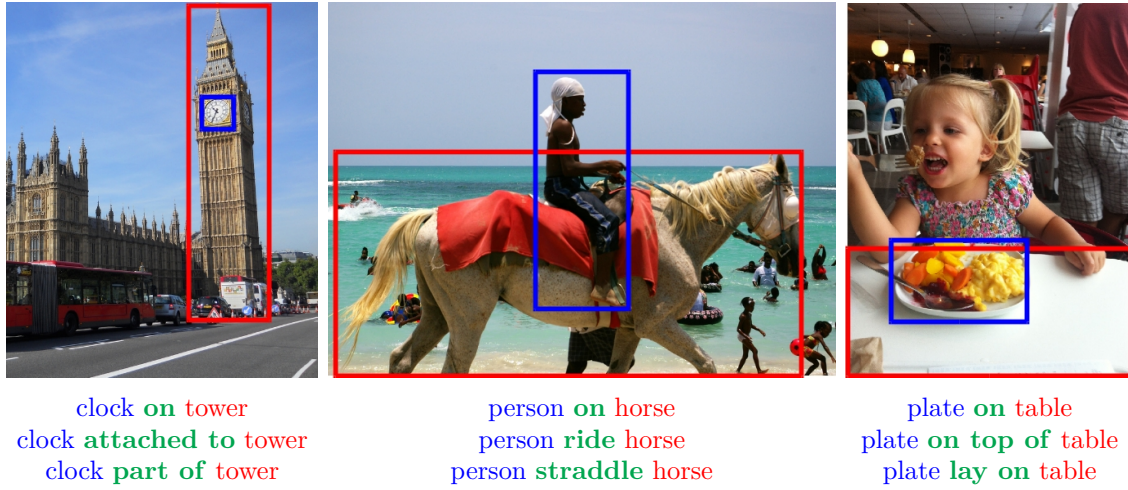 clock on tower
clock attached to tower
clock part of tower
person on horse
person ride horse
person straddle horse
plate on table
plate on top of table
plate lay on table